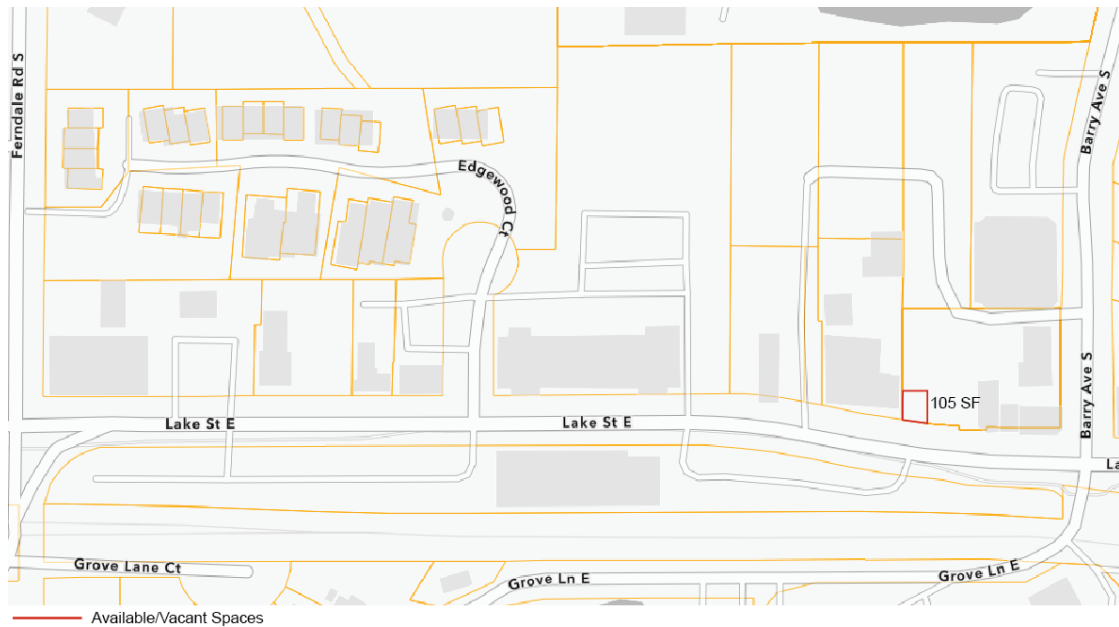 Ferndale Rd S
Barry Ave S
Edgewood Ct
Barry Ave S
105 SF
Lake St E
Lake St E
La
Grove Lane Ct
Grove Ln E
Grove Ln E
Available/Vacant Spaces